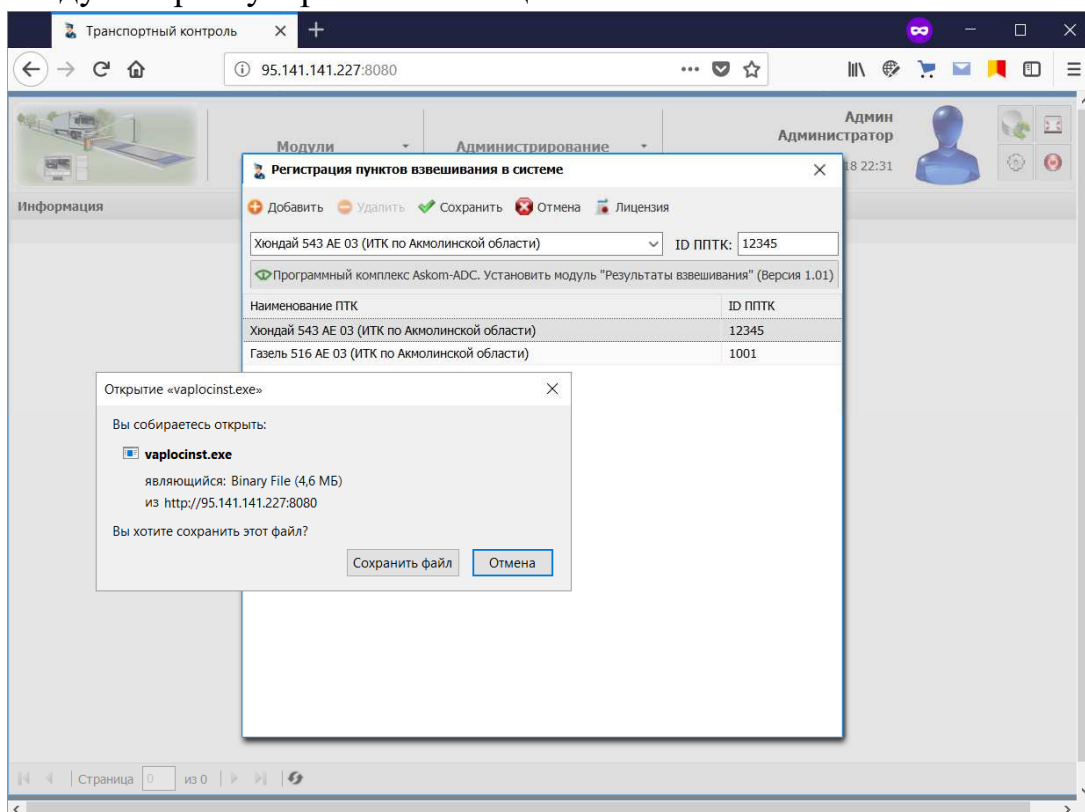 Транспортный контроль
95.141.141.227:8080
Админ
Администратор
Модули
Администрирование
18 22:31
Регистрация пунктов взвешивания в системе
Информация
Добавить Удалить Сохранить Отмена Лицензия
Хюндай 543 АЕ 03 (ИТК по Акмолинской области) ID ППТК: 12345
Программный комплекс Askom-ADC. Установить модуль "Результаты взвешивания" (Версия 1.01)
Наименование ПТК ID ППТК
Хюндай 543 АЕ 03 (ИТК по Акмолинской области) 12345
Газель 516 АЕ 03 (ИТК по Акмолинской области) 1001
Открытие «vaplocinst.exe»
Вы собираетесь открыть:
vaplocinst.exe
являющийся: Binary File (4,6 МБ)
из http://95.141.141.227:8080
Вы хотите сохранить этот файл?
Сохранить файл Отмена
Страница 0 из 0